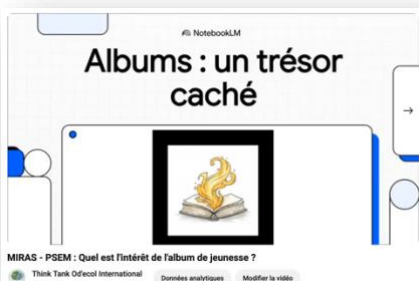 NotebookLM
Albums : un trésor
caché
MIRAS - PSEM : Quel est l'intérêt de l'album de jeunesse ?
Think Tank Od'ecol International
Données analytiques
Modifier la vidéo